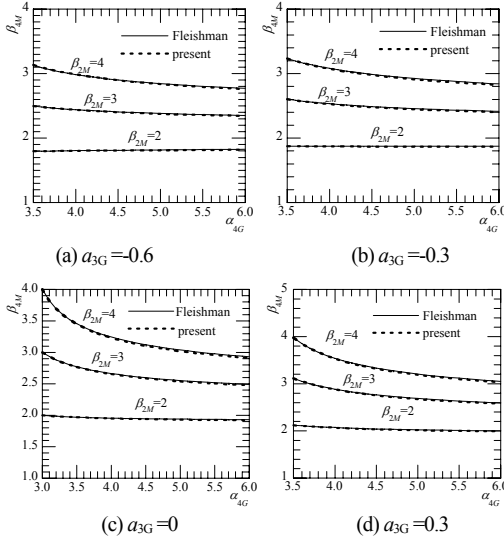 β4M
4
3
2
1
Fleishman
present
β2M=4
β2M=3
β2M=2
3.5 4.0 4.5 5.0 5.5 6.0
α4G
(a) a3G=-0.6
β4M
4
3
2
1
Fleishman
present
β2M=4
β2M=3
β2M=2
3.5 4.0 4.5 5.0 5.5 6.0
α4G
(b) a3G=-0.3
β4M
4.0
3.5
3.0
2.5
2.0
1.5
1.0
Fleishman
present
β2M=4
β2M=3
β2M=2
3.0 3.5 4.0 4.5 5.0 5.5 6.0
α4G
(c) a3G=0
β4M
5
4
3
2
1
Fleishman
present
β2M=4
β2M=3
β2M=2
3.5 4.0 4.5 5.0 5.5 6.0
α4G
(d) a3G=0.3